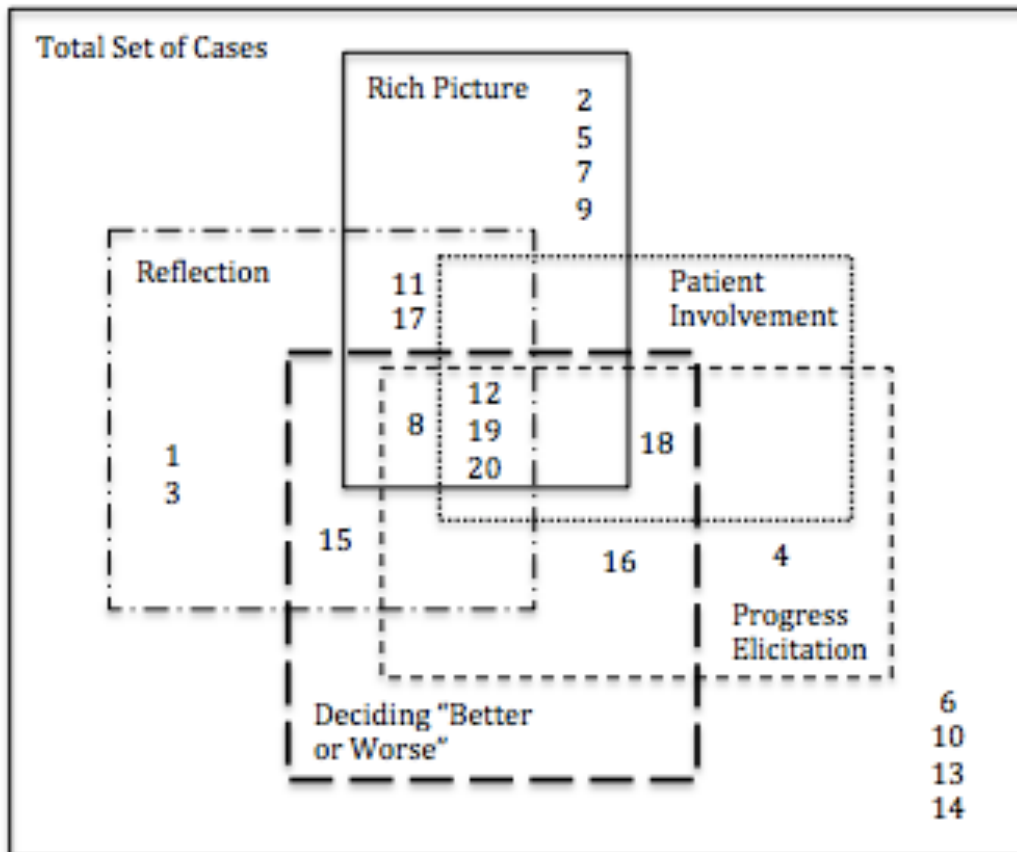 Total Set of Cases
Rich Picture
2
5
7
9
Reflection
11
17
Patient
Involvement
12
8
19
18
20
1
3
15
16
4
Progress
Elicitation
Deciding “Better
or Worse”
6
10
13
14